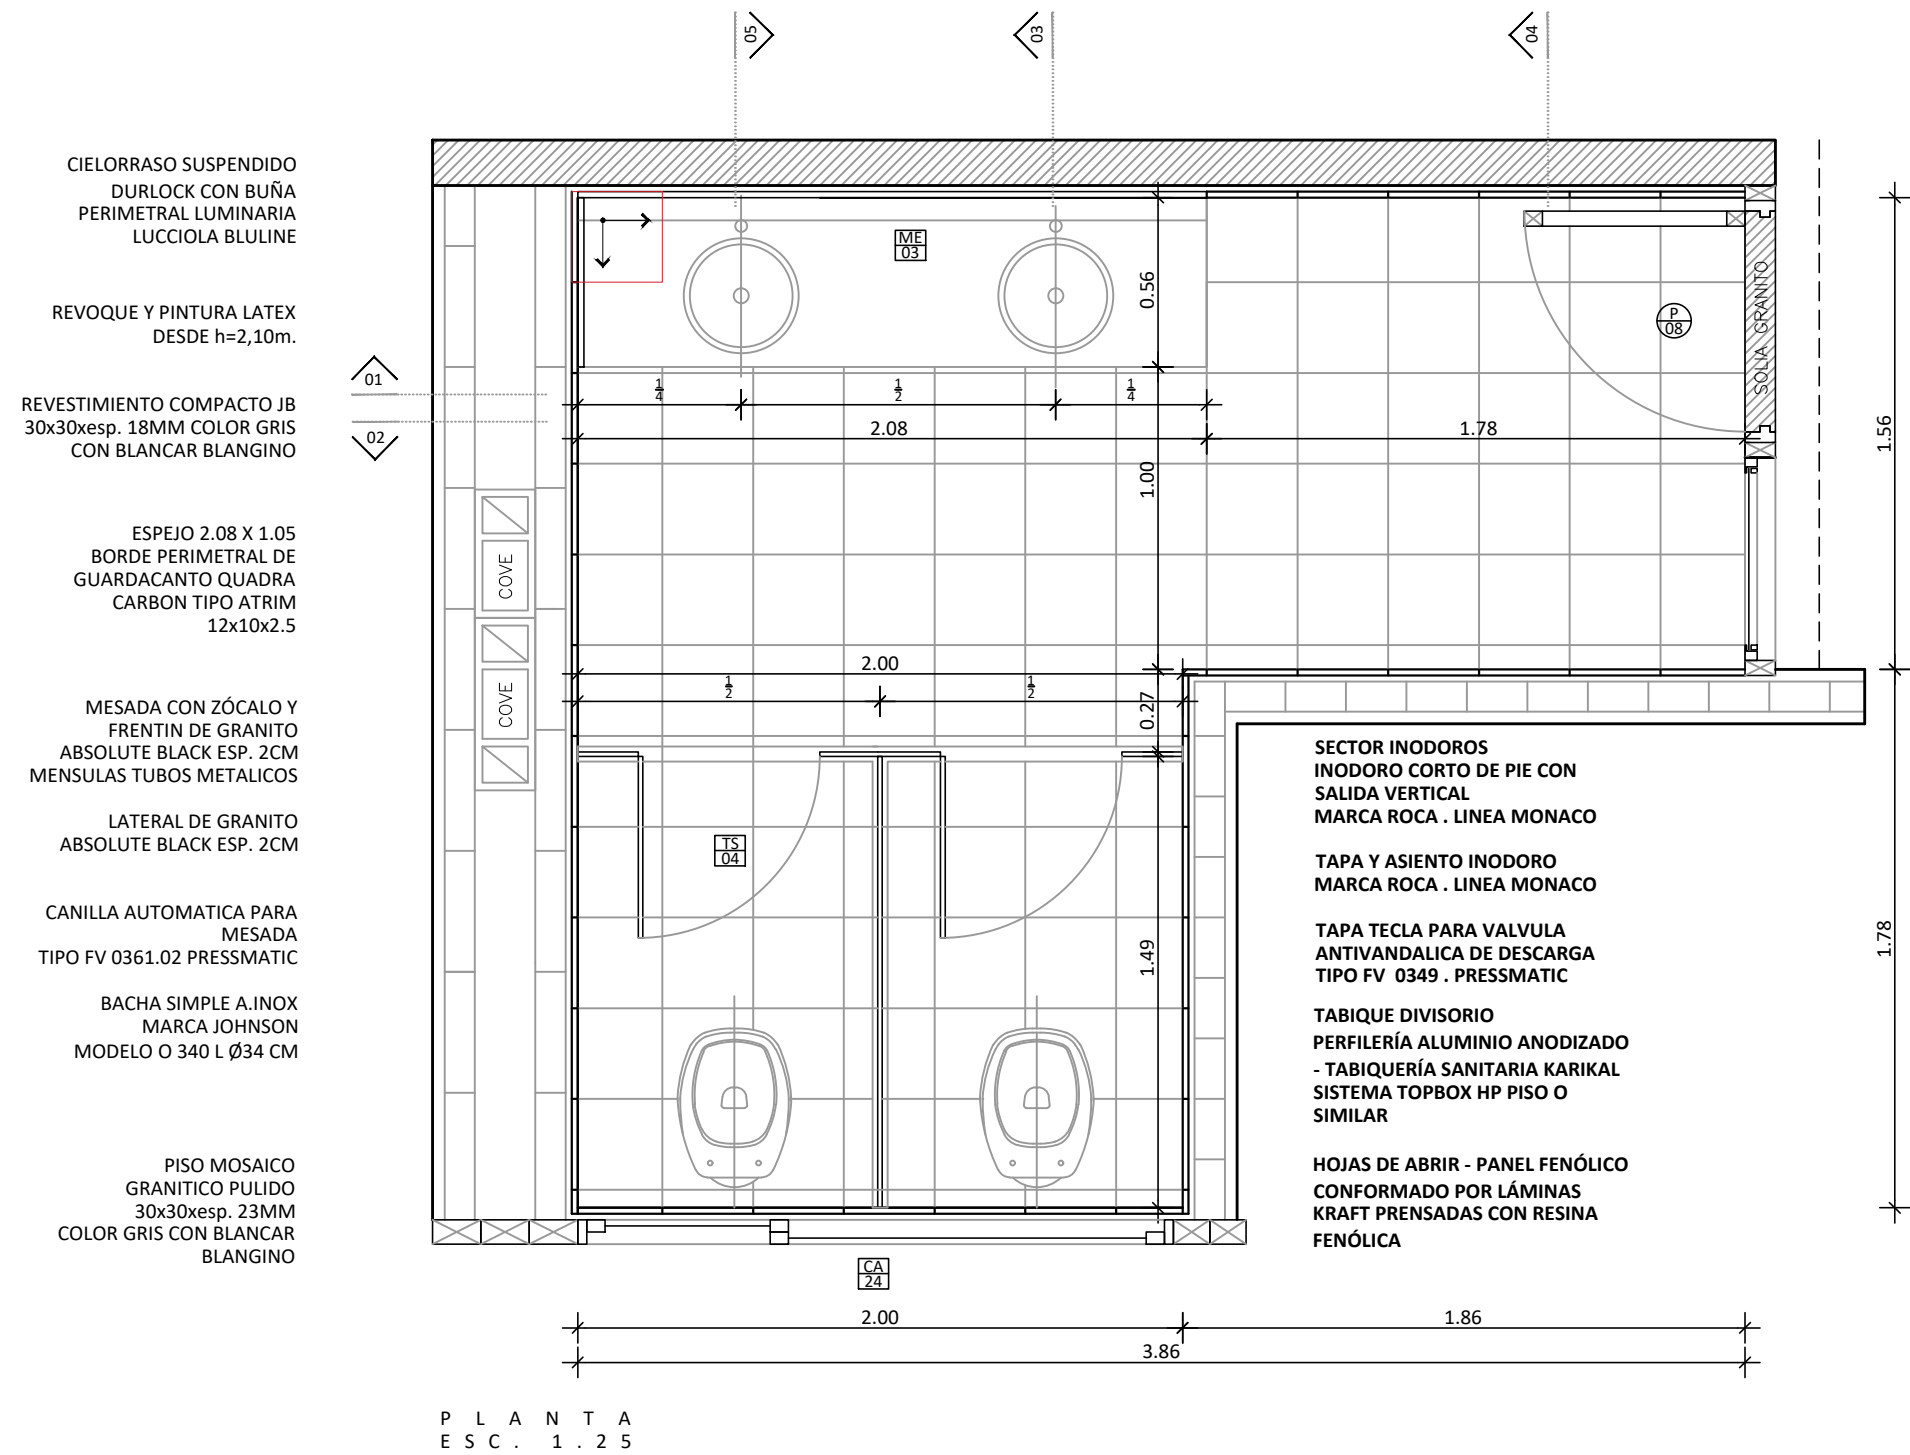 05
03
04
CIELORRASO SUSPENDIDO
DURLOCK CON BUÑA
PERIMETRAL LUMINARIA
LUCCIOLA BLULINE
REVOQUE Y PINTURA LATEX
DESDE h=2,10m.
01
02
REVESTIMIENTO COMPACTO JB
30x30xesp. 18MM COLOR GRIS
CON BLANCAR BLANGINO
ESPEJO 2.08 X 1.05
BORDE PERIMETRAL DE
GUARDACANTO QUADRA
CARBON TIPO ATRIM
12x10x2.5
MESADA CON ZÓCALO Y
FRENTIN DE GRANITO
ABSOLUTE BLACK ESP. 2CM
MENSULAS TUBOS METALICOS
LATERAL DE GRANITO
ABSOLUTE BLACK ESP. 2CM
CANILLA AUTOMATICA PARA
MESADA
TIPO FV 0361.02 PRESSMATIC
BACHA SIMPLE A.INOX
MARCA JOHNSON
MODELO O 340 L Ø34 CM
PISO MOSAICO
GRANITICO PULIDO
30x30xesp. 23MM
COLOR GRIS CON BLANCAR
BLANGINO
ME
03
0.56
P
08
SOLIA GRANITO
1/4
1/2
1/4
2.08
1.78
1.00
1.56
COVE
COVE
2.00
1/2
1/2
0.27
TS
04
1.49
1.78
SECTOR INODOROS
INODORO CORTO DE PIE CON
SALIDA VERTICAL
MARCA ROCA . LINEA MONACO
TAPA Y ASIENTO INODORO
MARCA ROCA . LINEA MONACO
TAPA TECLA PARA VALVULA
ANTIVANDALICA DE DESCARGA
TIPO FV 0349 . PRESSMATIC
TABIQUE DIVISORIO
PERFILERÍA ALUMINIO ANODIZADO
- TABIQUERÍA SANITARIA KARIKAL
SISTEMA TOPBOX HP PISO O
SIMILAR
HOJAS DE ABRIR - PANEL FENÓLICO
CONFORMADO POR LÁMINAS
KRAFT PRENSADAS CON RESINA
FENÓLICA
CA
24
2.00
1.86
3.86
PLANTA
ESC. 1.25